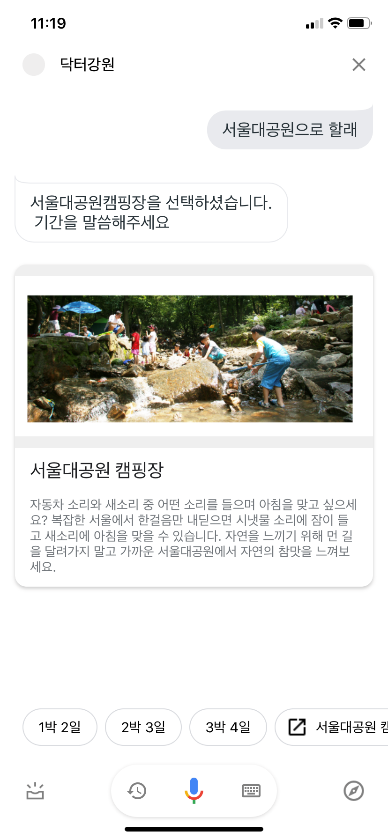 11:19
닥터강원
서울대공원으로 할래
서울대공원캠핑장을 선택하셨습니다.
기간을 말씀해주세요
서울대공원 캠핑장
자동차 소리와 새소리 중 어떤 소리를 들으며 아침을 맞고 싶으세
요? 복잡한 서울에서 한걸음만 내딛으면 시냇물 소리에 잠이 들
고 새소리에 아침을 맞을 수 있습니다. 자연을 느끼기 위해 먼 길
을 달려가지 말고 가까운 서울대공원에서 자연의 참맛을 느껴보
세요.
1박 2일 2박 3일 3박 4일 서울대공원